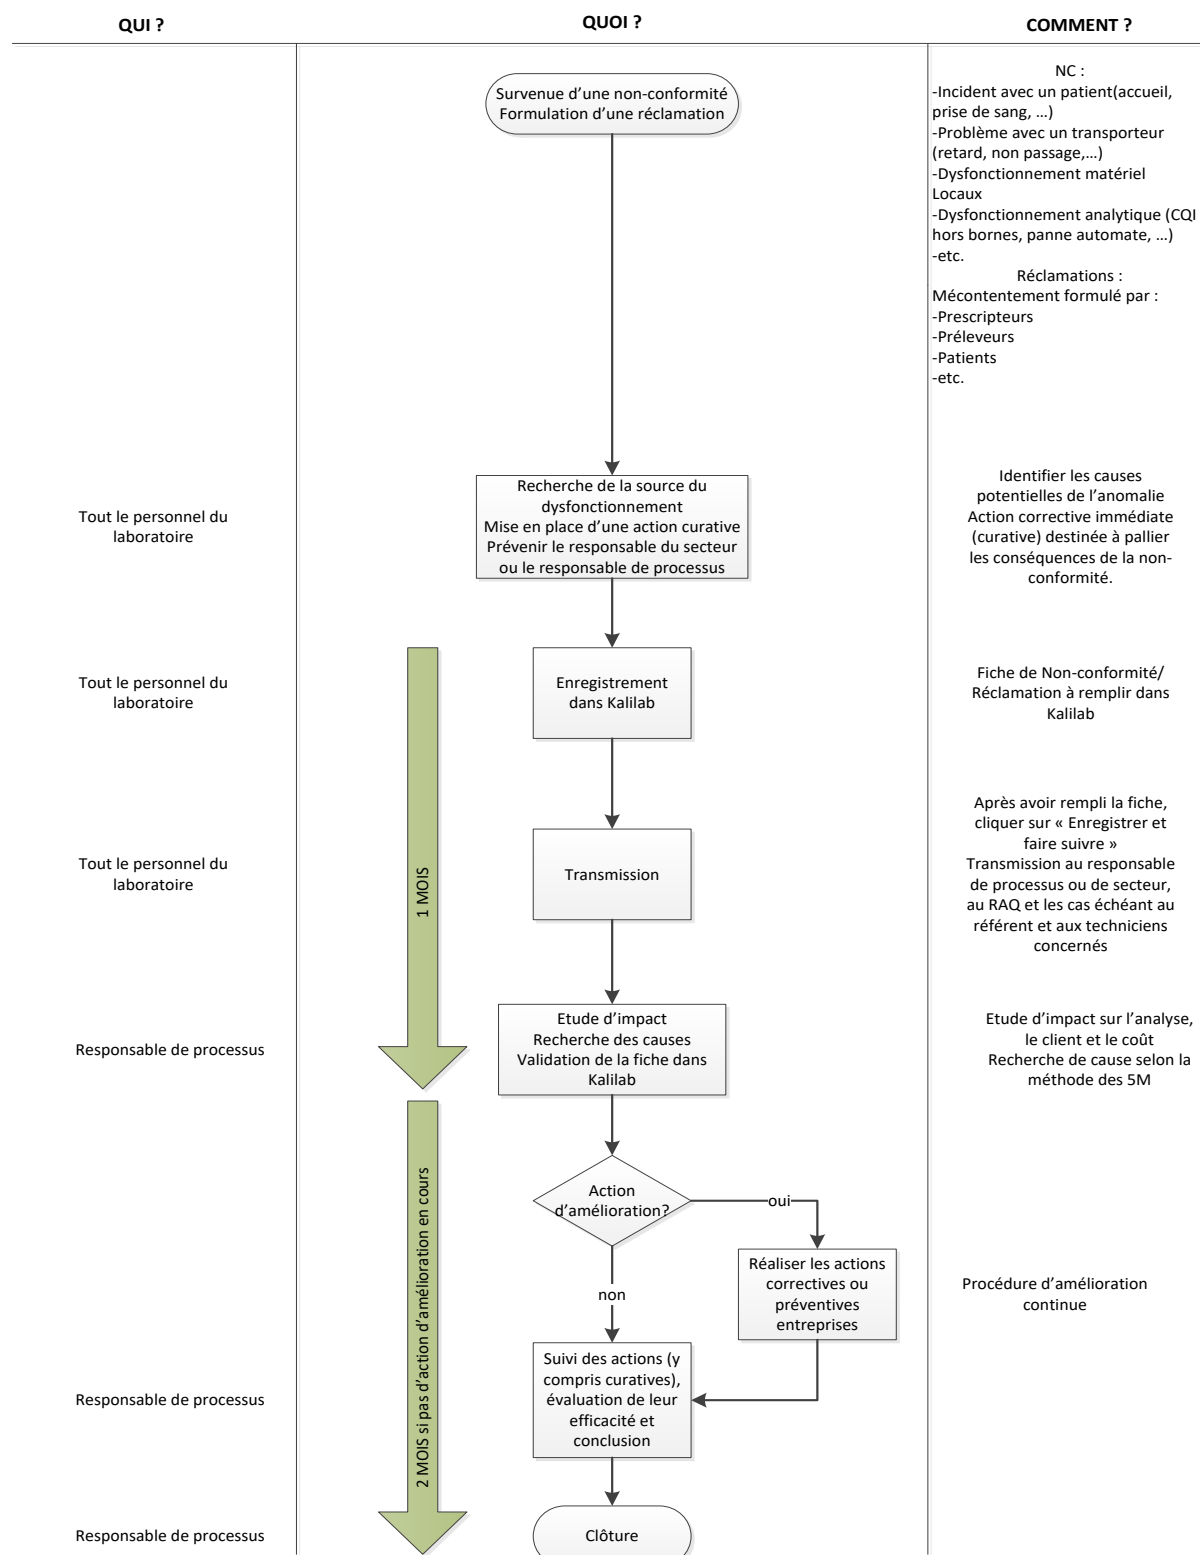 QUI ?
QUOI ?
COMMENT ?
Survenue d’une non-conformité
Formulation d’une réclamation
NC :
-Incident avec un patient(accueil,
prise de sang, …)
-Problème avec un transporteur
(retard, non passage,…)
-Dysfonctionnement matériel
Locaux
-Dysfonctionnement analytique (CQI
hors bornes, panne automate, …)
-etc.
Réclamations :
Mécontentement formulé par :
-Prescripteurs
-Préleveurs
-Patients
-etc.
Tout le personnel du
laboratoire
Recherche de la source du
dysfonctionnement
Mise en place d’une action curative
Prévenir le responsable du secteur
ou le responsable de processus
Identifier les causes
potentielles de l’anomalie
Action corrective immédiate
(curative) destinée à pallier
les conséquences de la non-
conformité.
Tout le personnel du
laboratoire
Enregistrement
dans Kalilab
Fiche de Non-conformité/
Réclamation à remplir dans
Kalilab
Tout le personnel du
laboratoire
1 MOIS
Transmission
Après avoir rempli la fiche,
cliquer sur « Enregistrer et
faire suivre »
Transmission au responsable
de processus ou de secteur,
au RAQ et les cas échéant au
référent et aux techniciens
concernés
Responsable de processus
Etude d’impact
Recherche des causes
Validation de la fiche dans
Kalilab
Etude d’impact sur l’analyse,
le client et le coût
Recherche de cause selon la
méthode des 5M
2 MOIS si pas d’action d’amélioration en cours
Action
d’amélioration?
oui
non
Réaliser les actions
correctives ou
préventives
entreprises
Procédure d’amélioration
continue
Responsable de processus
Suivi des actions (y
compris curatives),
évaluation de leur
efficacité et
conclusion
Responsable de processus
Clôture